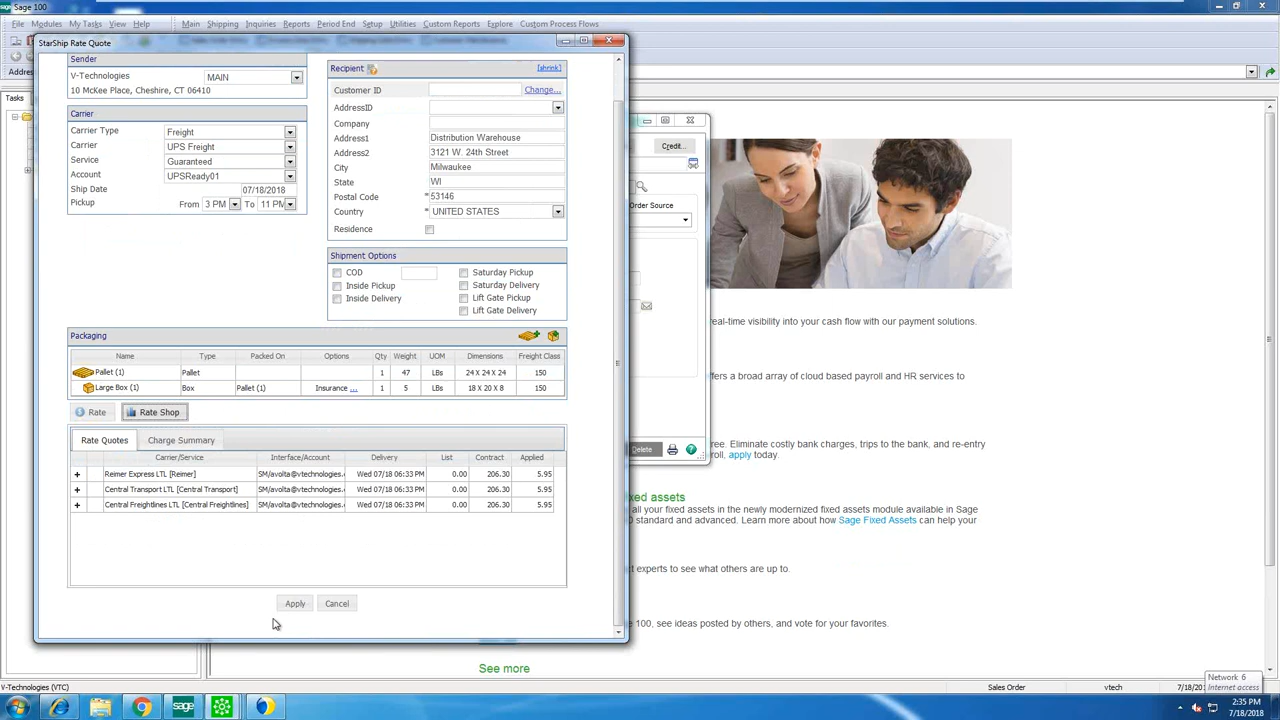 Sage 100
File Modules My Tasks View Help Main Shipping Inquiries Reports Period End Setup Utilities Custom Reports Explore Custom Process Flows
StarShip Rate Quote
Addres
Tasks
Sender
V-Technologies MAIN
10 McKee Place, Cheshire, CT 06410
Carrier
Carrier Type Freight
Carrier UPS Freight
Service Guaranteed
Account UPSReady01
Ship Date 07/18/2018
Pickup From 3 PM To 11 PM
Recipient [shrink]
Customer ID Change...
AddressID
Company
Address1 Distribution Warehouse
Address2 3121 W. 24th Street
City Milwaukee
State WI
Postal Code * 53146
Country * UNITED STATES
Residence
Shipment Options
COD Saturday Pickup
Inside Pickup Saturday Delivery
Inside Delivery Lift Gate Pickup
Lift Gate Delivery
Packaging
Name Type Packed On Options Qty Weight UOM Dimensions Freight Class
Pallet (1) Pallet 1 47 LBs 24 X 24 X 24 150
Large Box (1) Box Pallet (1) Insurance ... 1 5 LBs 18 X 20 X 8 150
Rate Rate Shop
Rate Quotes Charge Summary
Carrier/Service Interface/Account Delivery List Contract Applied
+ Reimer Express LTL [Reimer] SM/avolta@vtechnologies. Wed 07/18 06:33 PM 0.00 206.30 5.95
+ Central Transport LTL [Central Transport] SM/avolta@vtechnologies. Wed 07/18 06:33 PM 0.00 206.30 5.95
+ Central Freightlines LTL [Central Freightlines] SM/avolta@vtechnologies. Wed 07/18 06:33 PM 0.00 206.30 5.95
Apply Cancel
Credit...
Order Source
Delete
real-time visibility into your cash flow with our payment solutions.
ffers a broad array of cloud based payroll and HR services to
ree. Eliminate costly bank charges, trips to the bank, and re-entry
roll, apply today.
xed assets
all your fixed assets in the newly modernized fixed assets module available in Sage
0 standard and advanced. Learn more about how Sage Fixed Assets can help your
ct experts to see what others are up to.
e 100, see ideas posted by others, and vote for your favorites.
See more
Network 6
Internet access
V-Technologies (VTC) Sales Order vtech 7/18/20
2:35 PM
7/18/2018